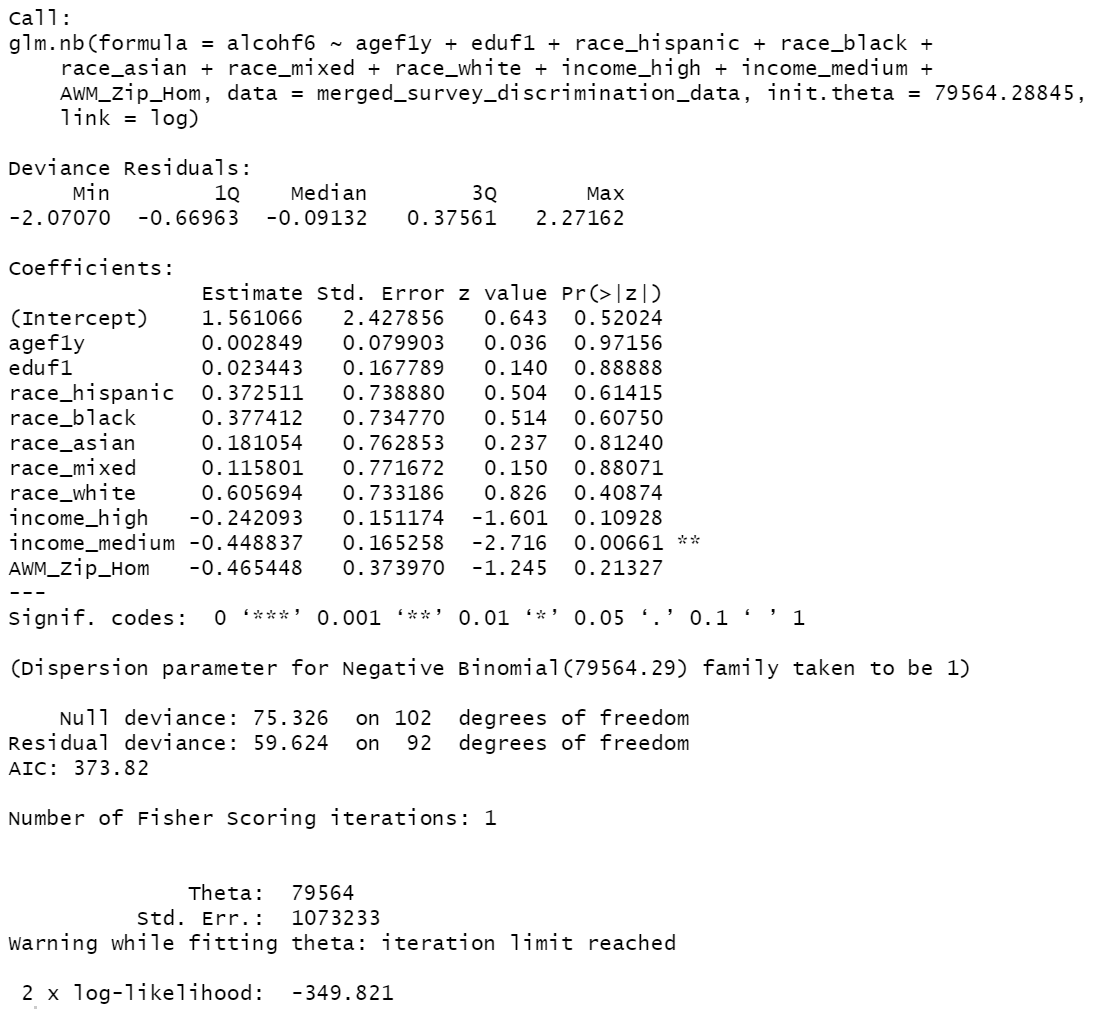 Call:
glm.nb(formula = alcohf6 ~ agef1y + eduf1 + race_hispanic + race_black +
    race_asian + race_mixed + race_white + income_high + income_medium +
    AWM_Zip_Hom, data = merged_survey_discrimination_data, init.theta = 79564.28845,
    link = log)

Deviance Residuals:
     Min        1Q    Median        3Q       Max
-2.07070  -0.66963  -0.09132   0.37561   2.27162

Coefficients:
               Estimate Std. Error z value Pr(>|z|)
(Intercept)    1.561066   2.427856   0.643  0.52024
agef1y         0.002849   0.079903   0.036  0.97156
eduf1          0.023443   0.167789   0.140  0.88888
race_hispanic  0.372511   0.738880   0.504  0.61415
race_black     0.377412   0.734770   0.514  0.60750
race_asian     0.181054   0.762853   0.237  0.81240
race_mixed     0.115801   0.771672   0.150  0.88071
race_white     0.605694   0.733186   0.826  0.40874
income_high   -0.242093   0.151174  -1.601  0.10928
income_medium -0.448837   0.165258  -2.716  0.00661 **
AWM_Zip_Hom   -0.465448   0.373970  -1.245  0.21327
---
Signif. codes:  0 ‘***’ 0.001 ‘**’ 0.01 ‘*’ 0.05 ‘.’ 0.1 ‘ ’ 1

(Dispersion parameter for Negative Binomial(79564.29) family taken to be 1)

    Null deviance: 75.326  on 102  degrees of freedom
Residual deviance: 59.624  on  92  degrees of freedom
AIC: 373.82

Number of Fisher Scoring iterations: 1


              Theta:  79564
          Std. Err.:  1073233
Warning while fitting theta: iteration limit reached

 2 x log-likelihood:  -349.821